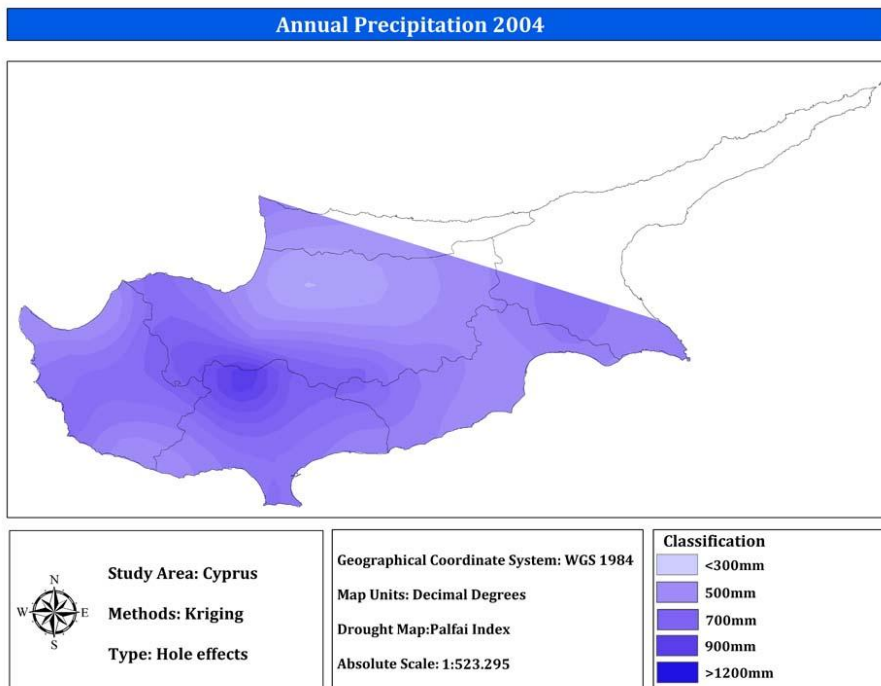 Annual Precipitation 2004
N
W
E
S
Study Area: Cyprus
Methods: Kriging
Type: Hole effects
Geographical Coordinate System: WGS 1984
Map Units: Decimal Degrees
Drought Map:Palfai Index
Absolute Scale: 1:523.295
Classification
<300mm
500mm
700mm
900mm
>1200mm